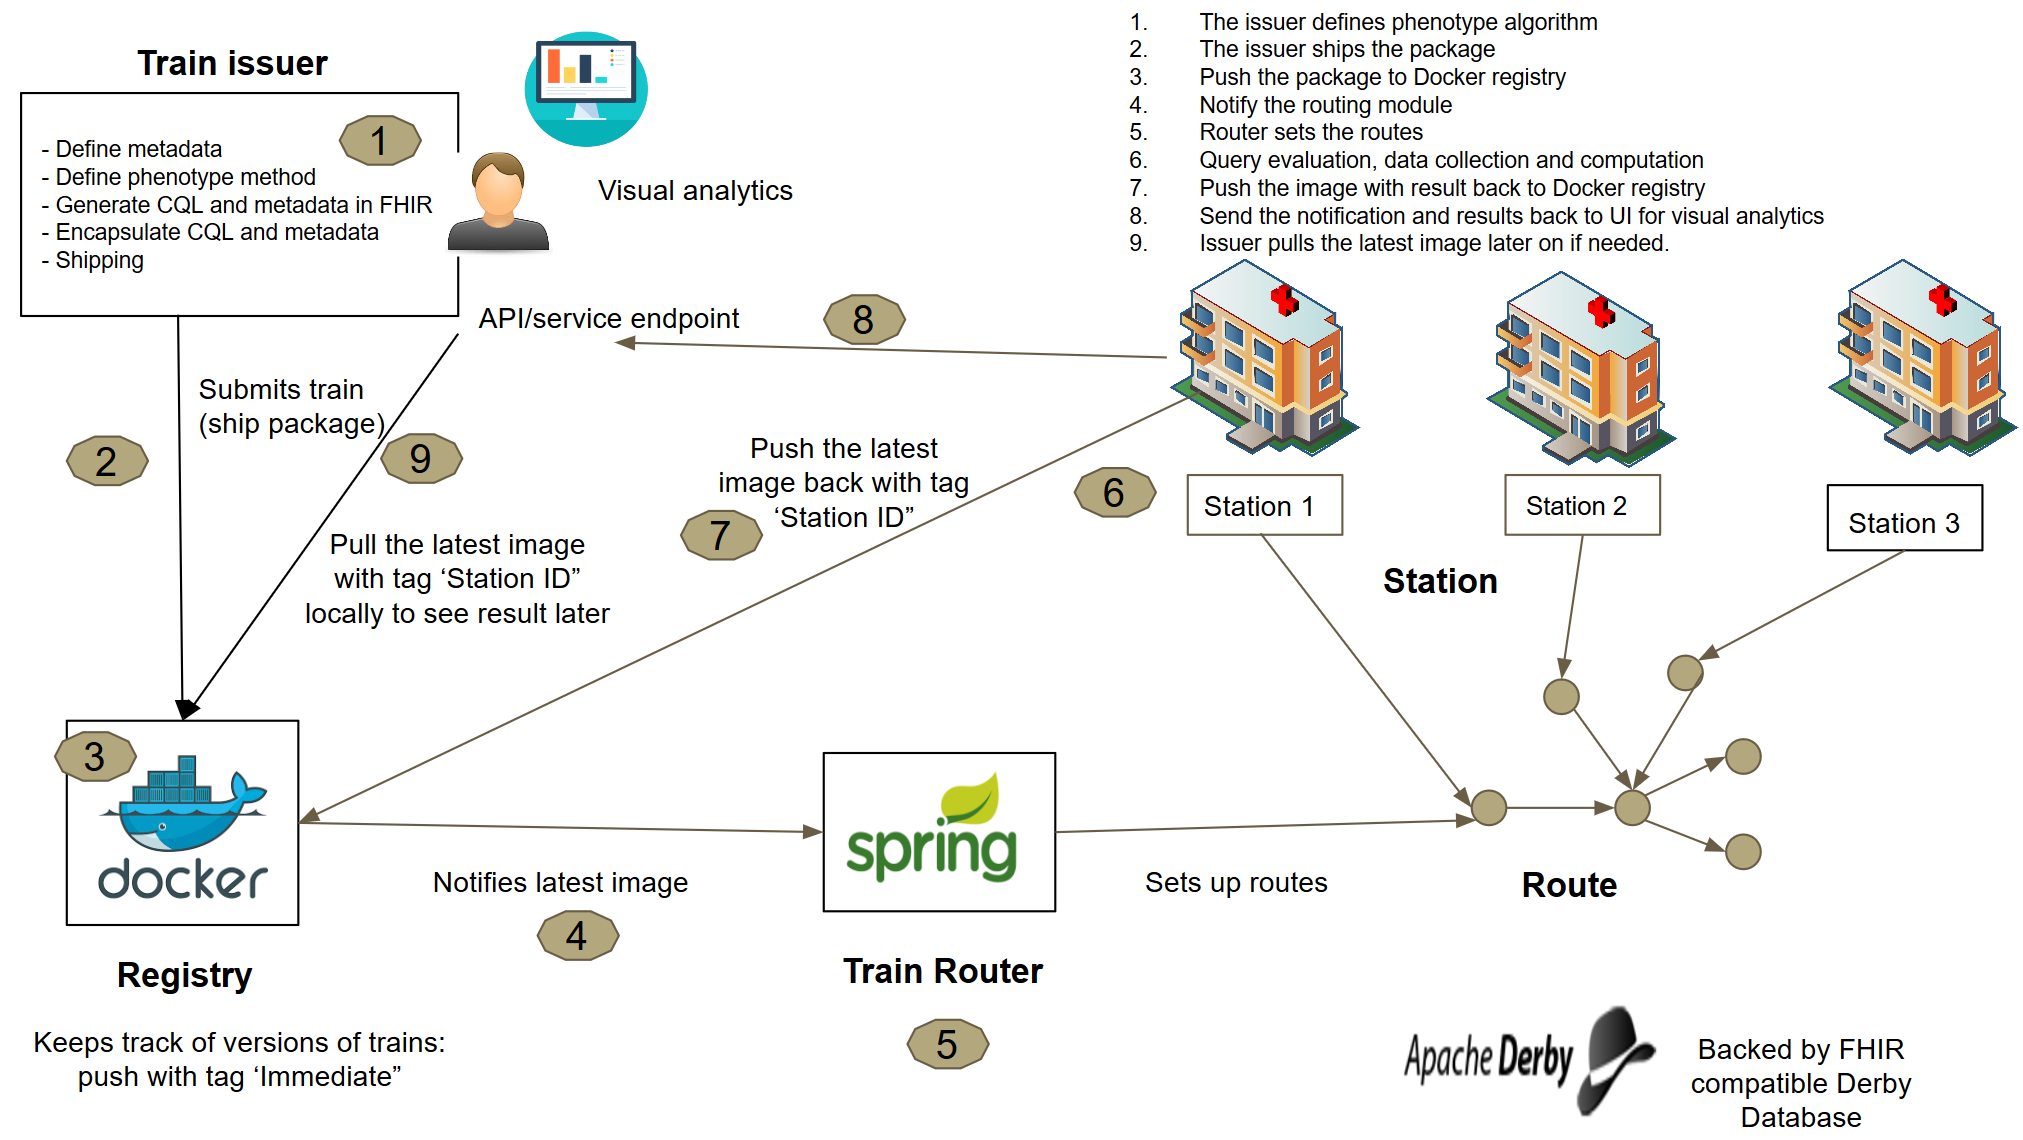 Train issuer
1
- Define metadata
- Define phenotype method
- Generate CQL and metadata in FHIR
- Encapsulate CQL and metadata
- Shipping
Visual analytics
1. The issuer defines phenotype algorithm
2. The issuer ships the package
3. Push the package to Docker registry
4. Notify the routing module
5. Router sets the routes
6. Query evaluation, data collection and computation
7. Push the image with result back to Docker registry
8. Send the notification and results back to UI for visual analytics
9. Issuer pulls the latest image later on if needed.
API/service endpoint
8
Submits train
(ship package)
2
9
Pull the latest image
with tag ‘Station ID”
locally to see result later
Push the latest
image back with tag
‘Station ID”
7
6
Station 1
Station 2
Station 3
Station
3
docker
Registry
Keeps track of versions of trains:
push with tag ‘Immediate”
Notifies latest image
4
spring
Train Router
5
Sets up routes
Route
Apache Derby
Backed by FHIR
compatible Derby
Database